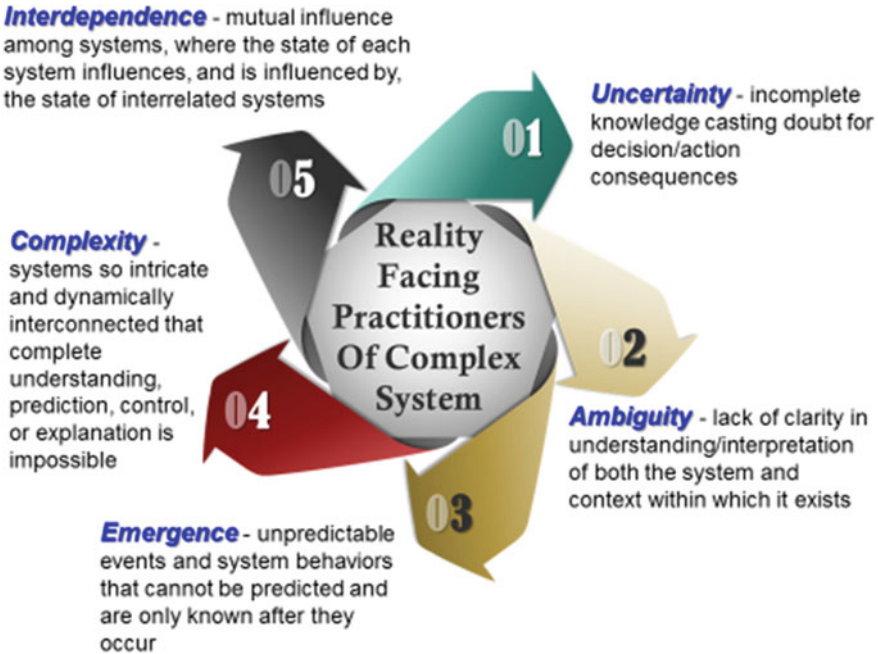 Interdependence - mutual influence
among systems, where the state of each
system influences, and is influenced by,
the state of interrelated systems
01
Uncertainty - incomplete
knowledge casting doubt for
decision/action
consequences
05
Reality
Facing
Practitioners
Of Complex
System
Complexity -
systems so intricate
and dynamically
interconnected that
complete
understanding,
prediction, control,
or explanation is
impossible
02
Ambiguity - lack of clarity in
understanding/interpretation
of both the system and
context within which it exists
04
03
Emergence - unpredictable
events and system behaviors
that cannot be predicted and
are only known after they
occur